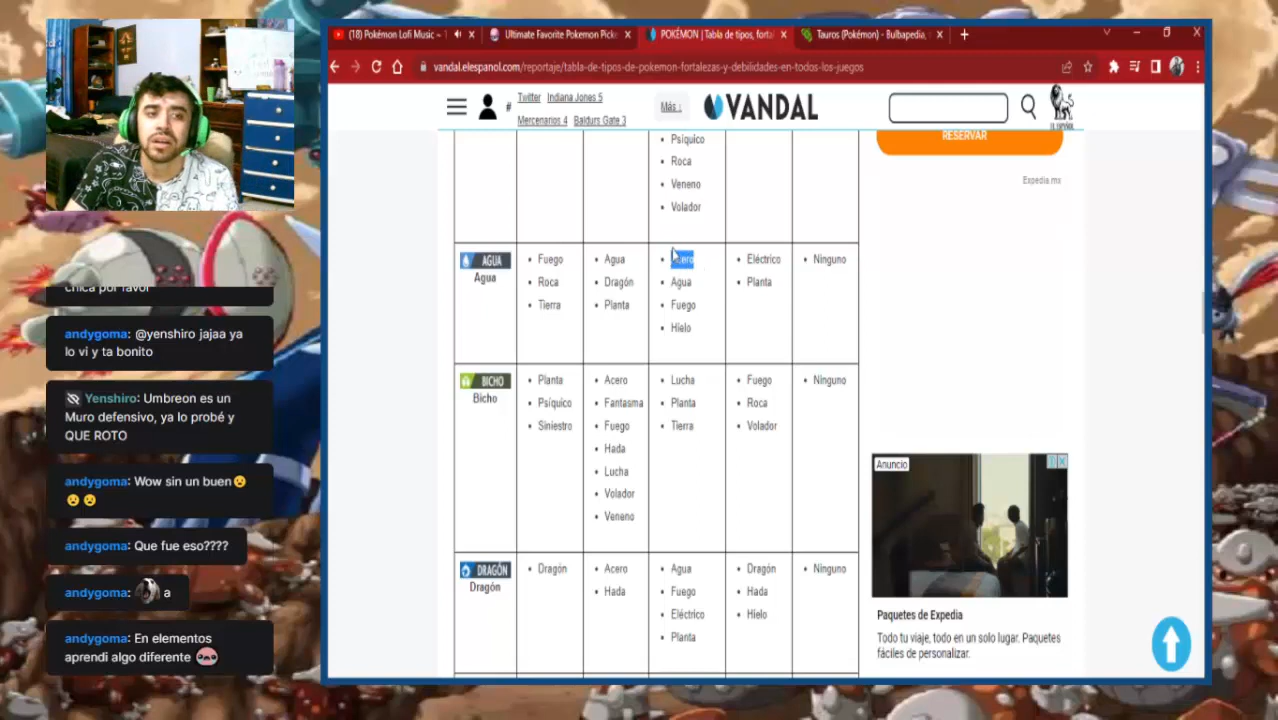 (18) Pokémon Lofi Music ~ 1
Ultimate Favorite Pokemon Picke
POKÉMON | Tabla de tipos, fortal
Tauros (Pokémon) - Bulbapedia,
vandal.elespanol.com/reportaje/tabla-de-tipos-de-pokemon-fortalezas-y-debilidades-en-todos-los-juegos
# Twitter Indiana Jones 5
Mercenarios 4 Baldurs Gate 3
Más ↓
VANDAL
EL ESPAÑOL
RESERVAR
Expedia.mx
• Psíquico
• Roca
• Veneno
• Volador
AGUA
Agua
• Fuego
• Roca
• Tierra
• Agua
• Dragón
• Planta
• Acero
• Agua
• Fuego
• Hielo
• Eléctrico
• Planta
• Ninguno
BICHO
Bicho
• Planta
• Psíquico
• Siniestro
• Acero
• Fantasma
• Fuego
• Hada
• Lucha
• Volador
• Veneno
• Lucha
• Planta
• Tierra
• Fuego
• Roca
• Volador
• Ninguno
DRAGÓN
Dragón
• Dragón
• Acero
• Hada
• Agua
• Fuego
• Eléctrico
• Planta
• Dragón
• Hada
• Hielo
• Ninguno
Anuncio
Paquetes de Expedia
Todo tu viaje, todo en un solo lugar. Paquetes
fáciles de personalizar.
chica por favor
andygoma: @yenshiro jajaa ya
lo vi y ta bonito
Yenshiro: Umbreon es un
Muro defensivo, ya lo probé y
QUE ROTO
andygoma: Wow sin un buen😧
😧😧
andygoma: Que fue eso????
andygoma: a
andygoma: En elementos
aprendi algo diferente